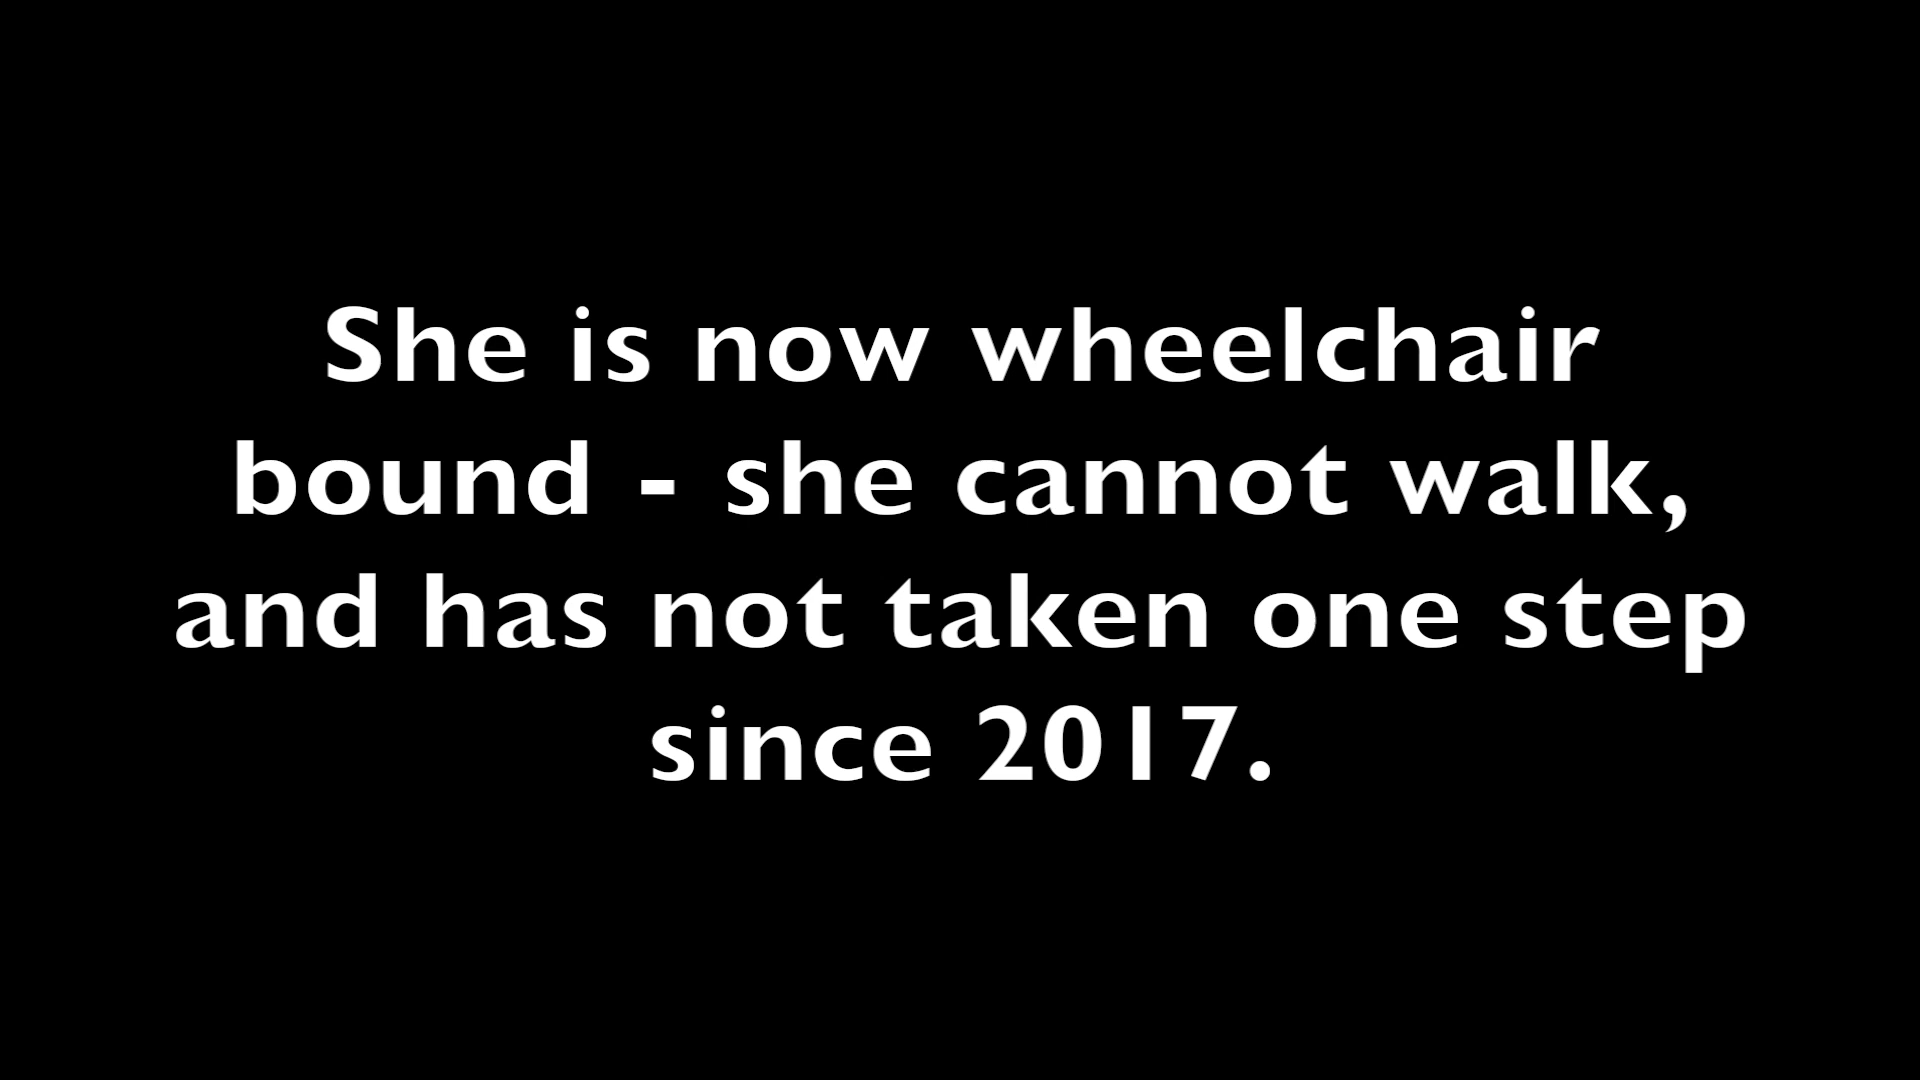 She is now wheelchair
bound - she cannot walk,
and has not taken one step
since 2017.